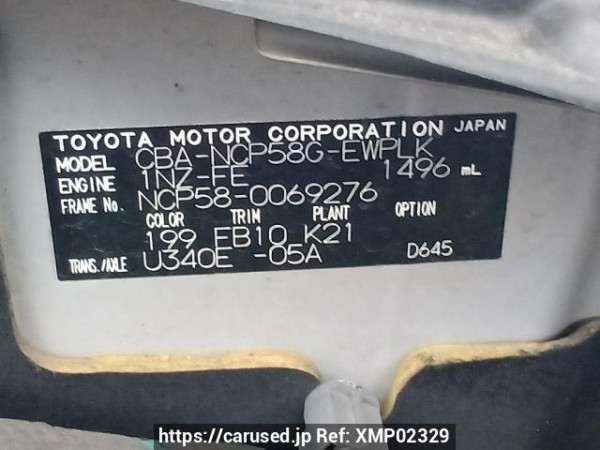 TOYOTA MOTOR CORPORATION JAPAN
MODEL CBA-NCP58G-EWPLK
ENGINE 1NZ-FE 1496 mL
FRAME No. NCP58-0069276
COLOR TRIM PLANT OPTION
199 FB10 K21
TRANS./AXLE U340E -05A D645
https://carused.jp Ref: XMP02329